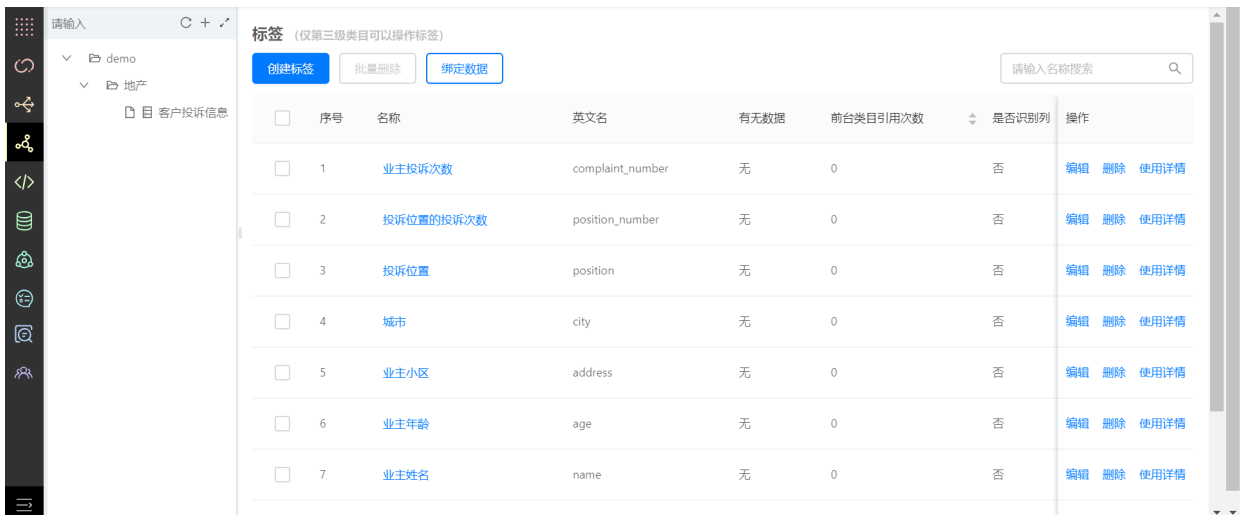 请输入
demo
地产
客户投诉信息
标签 (仅第三级类目可以操作标签)
创建标签 批量删除 绑定数据 请输入名称搜索
序号 名称 英文名 有无数据 前台类目引用次数 是否识别列 操作
1 业主投诉次数 complaint_number 无 0 否 编辑 删除 使用详情
2 投诉位置的投诉次数 position_number 无 0 否 编辑 删除 使用详情
3 投诉位置 position 无 0 否 编辑 删除 使用详情
4 城市 city 无 0 否 编辑 删除 使用详情
5 业主小区 address 无 0 否 编辑 删除 使用详情
6 业主年龄 age 无 0 否 编辑 删除 使用详情
7 业主姓名 name 无 0 否 编辑 删除 使用详情